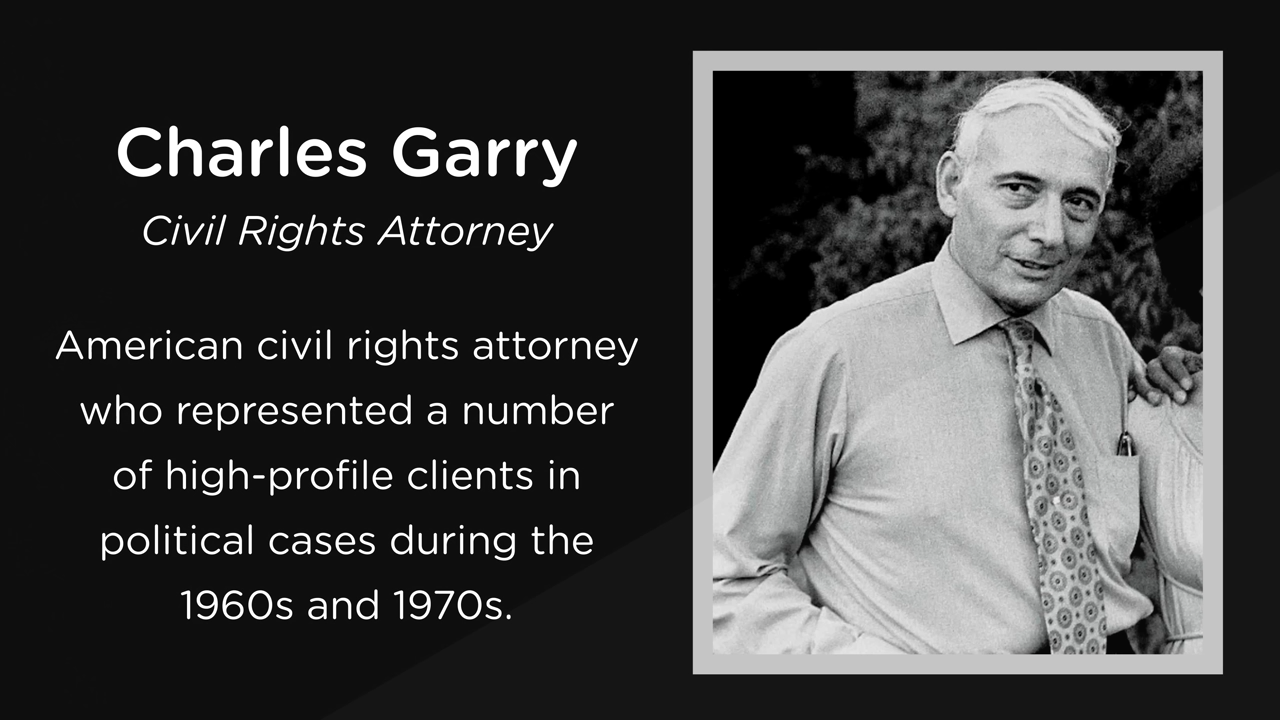 Charles Garry
Civil Rights Attorney
American civil rights attorney
who represented a number
of high-profile clients in
political cases during the
1960s and 1970s.